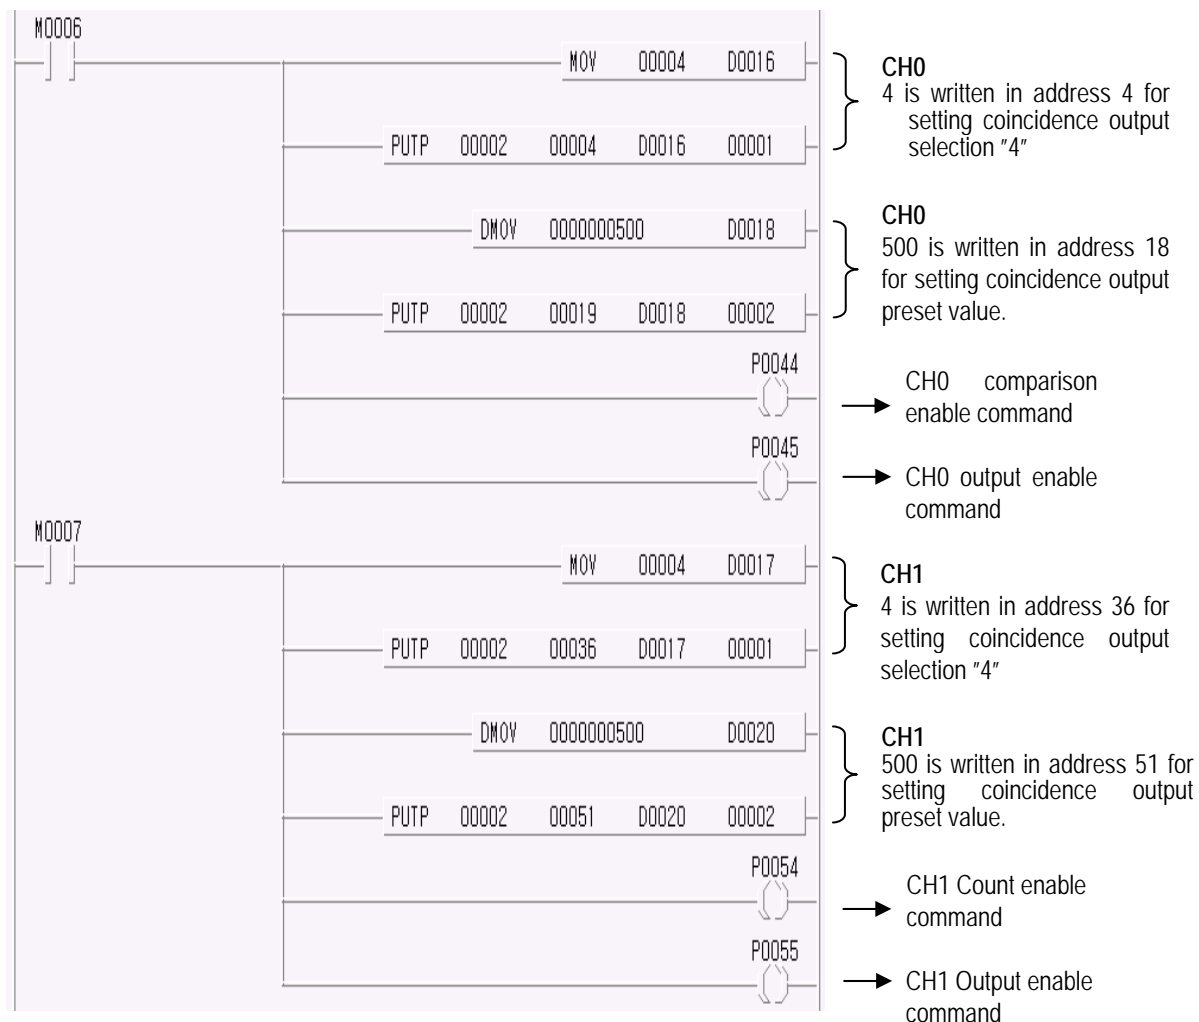 M0006
MOV 00004 D0016
CH0
4 is written in address 4 for
setting coincidence output
selection "4"
PUTP 00002 00004 D0016 00001
CH0
DMOV 0000000500 D0018
500 is written in address 18
for setting coincidence output
preset value.
PUTP 00002 00019 D0018 00002
P0044
CH0 comparison
enable command
P0045
CH0 output enable
command
M0007
MOV 00004 D0017
CH1
4 is written in address 36 for
setting coincidence output
selection "4"
PUTP 00002 00036 D0017 00001
DMOV 0000000500 D0020
CH1
500 is written in address 51 for
setting coincidence output
preset value.
PUTP 00002 00051 D0020 00002
P0054
CH1 Count enable
command
P0055
CH1 Output enable
command